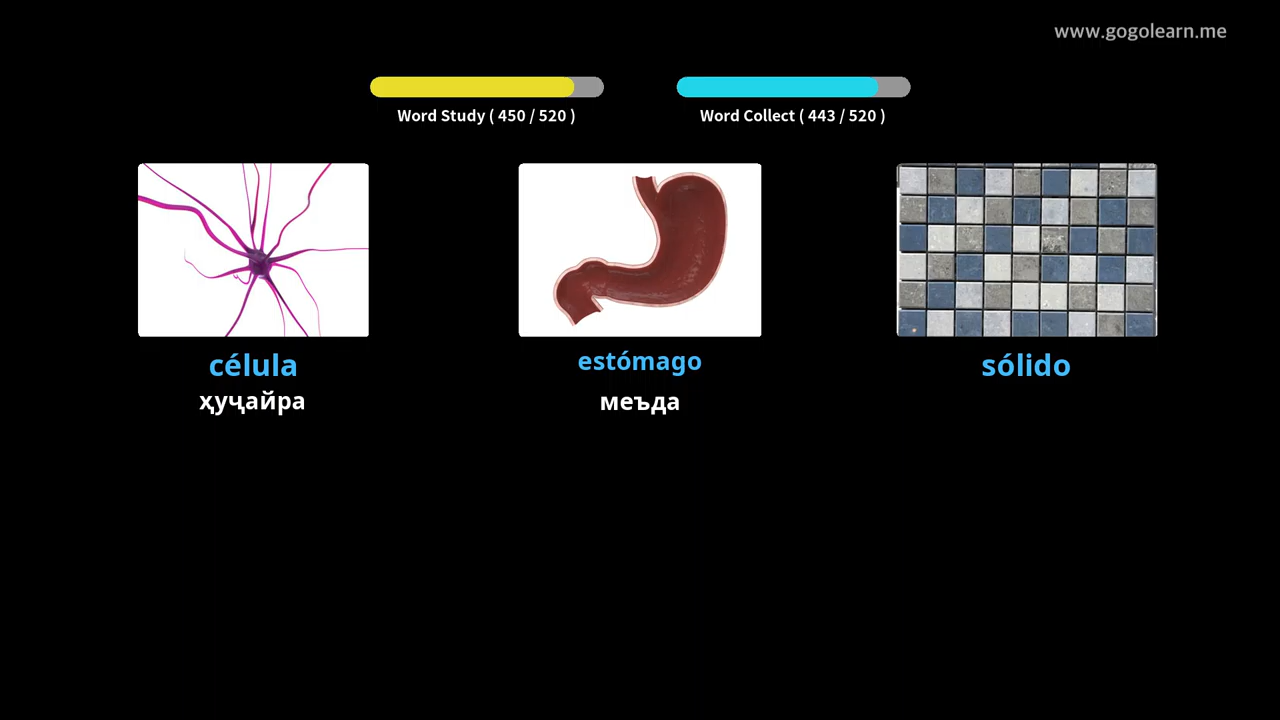 www.gogolearn.me
Word Study ( 450 / 520 )
Word Collect ( 443 / 520 )
célula
estómago
sólido
ҳуҷайра
меъда